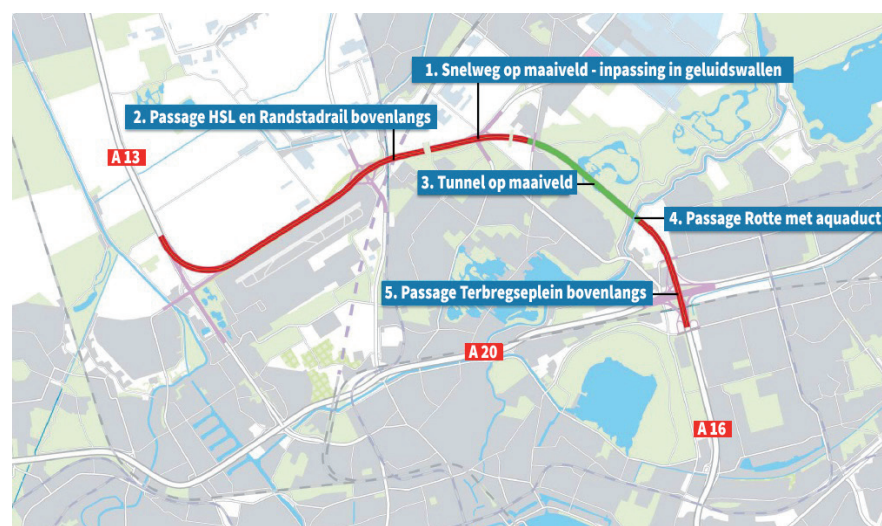 1. Snelweg op maaiveld - inpassing in geluidswallen
2. Passage HSL en Randstadrail bovenlangs
A 13
3. Tunnel op maaiveld
4. Passage Rotte met aquaduct
5. Passage Terbregseplein bovenlangs
A 20
A 16